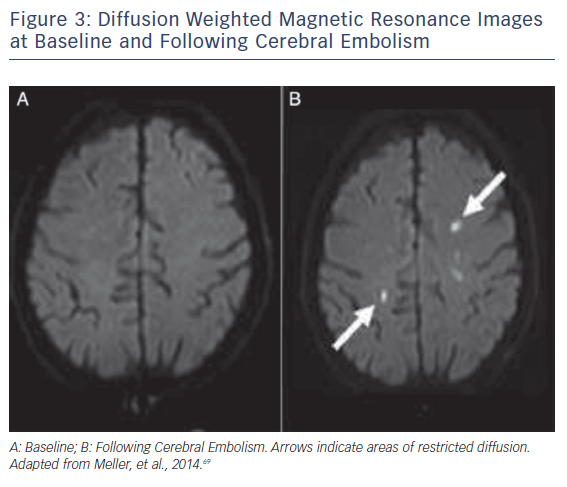 Figure 3: Diffusion Weighted Magnetic Resonance Images
at Baseline and Following Cerebral Embolism
A
B
A: Baseline; B: Following Cerebral Embolism. Arrows indicate areas of restricted diffusion.
Adapted from Meller, et al., 2014.⁶⁹